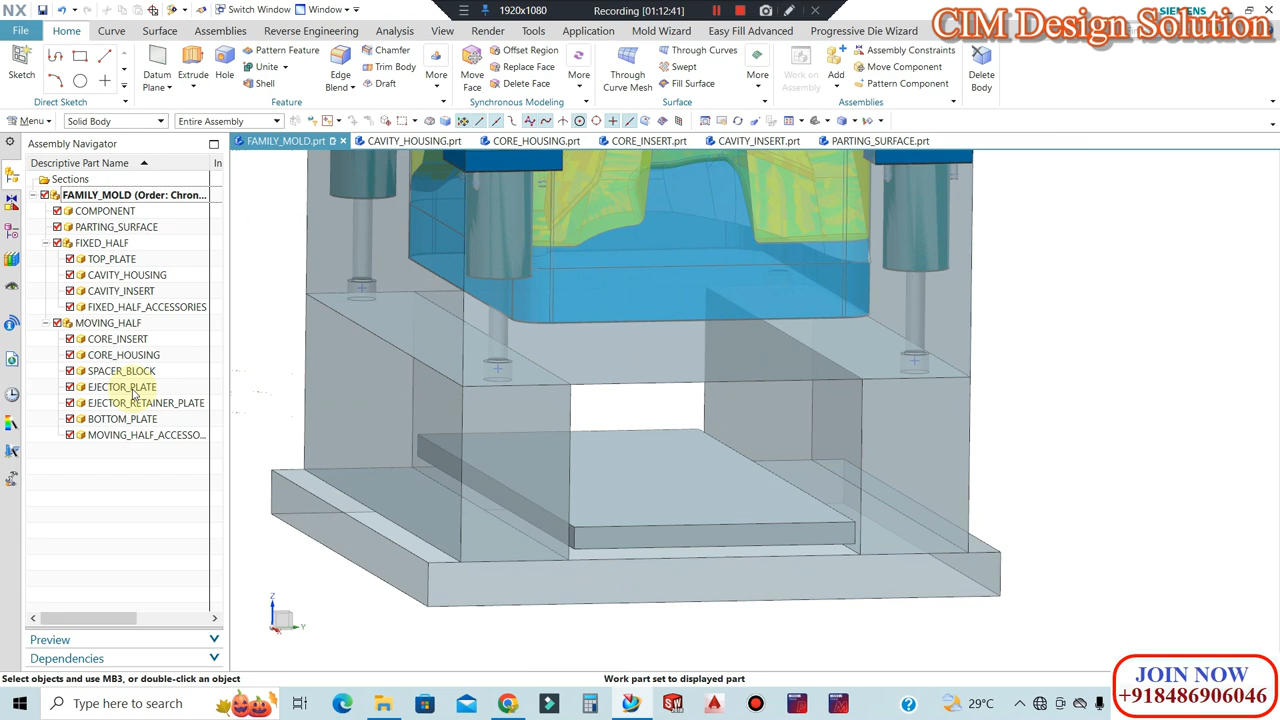 NX
Switch Window
Window
1920x1080
Recording [01:12:41]
SIEMENS
CIM Design Solution
File
Home
Curve
Surface
Assemblies
Reverse Engineering
Mold Wizard
Analysis
View
Render
Tools
Application
Mold Wizard
Easy Fill Advanced
Progressive Die Wizard
Sketch
Direct Sketch
Datum Plane
Extrude
Hole
Pattern Feature
Unite
Shell
Edge Blend
Chamfer
Trim Body
Draft
More
Feature
Move Face
Offset Region
Replace Face
Delete Face
More
Synchronous Modeling
Through Curve Mesh
Through Curves
Swept
Fill Surface
More
Surface
Work on Assembly
Add
Assembly Constraints
Move Component
Pattern Component
Assemblies
Delete Body
Menu
Solid Body
Entire Assembly
Assembly Navigator
FAMILY_MOLD.prt
CAVITY_HOUSING.prt
CORE_HOUSING.prt
CORE_INSERT.prt
CAVITY_INSERT.prt
PARTING_SURFACE.prt
Descriptive Part Name
In
Sections
FAMILY_MOLD (Order: Chron...
COMPONENT
PARTING_SURFACE
FIXED_HALF
TOP_PLATE
CAVITY_HOUSING
CAVITY_INSERT
FIXED_HALF_ACCESSORIES
MOVING_HALF
CORE_INSERT
CORE_HOUSING
SPACER_BLOCK
EJECTOR_PLATE
EJECTOR_RETAINER_PLATE
BOTTOM_PLATE
MOVING_HALF_ACCESSO...
Z
Y
Preview
Dependencies
Select objects and use MB3, or double-click an object
Work part set to displayed part
JOIN NOW
+918486906046
Type here to search
29°C